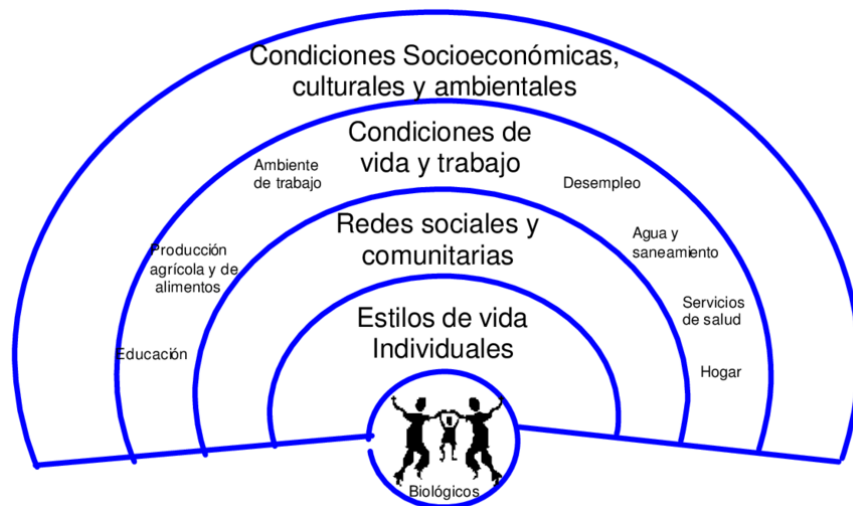 Condiciones Socioeconómicas,
culturales y ambientales
Condiciones de
vida y trabajo
Ambiente
de trabajo
Desempleo
Redes sociales y
comunitarias
Producción
agrícola y de
alimentos
Agua y
saneamiento
Estilos de vida
Individuales
Servicios
de salud
Educación
Hogar
Biológicos